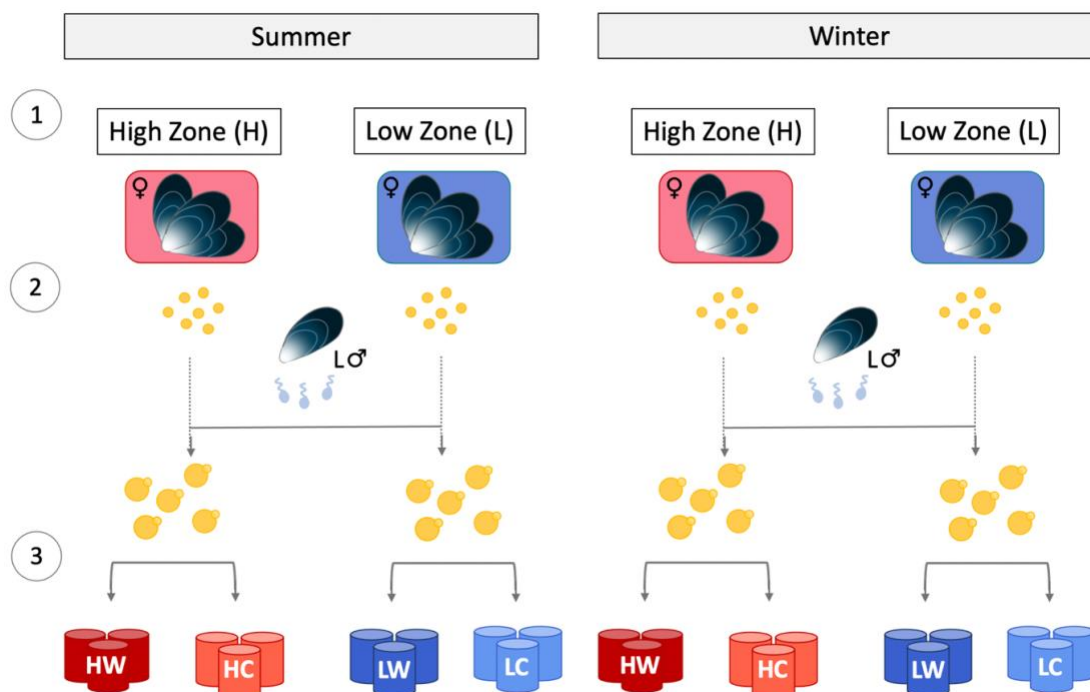 Summer Winter
1
High Zone (H) Low Zone (L) High Zone (H) Low Zone (L)
♀ ♀ ♀ ♀
2
L♂ L♂
3
HW HC LW LC HW HC LW LC